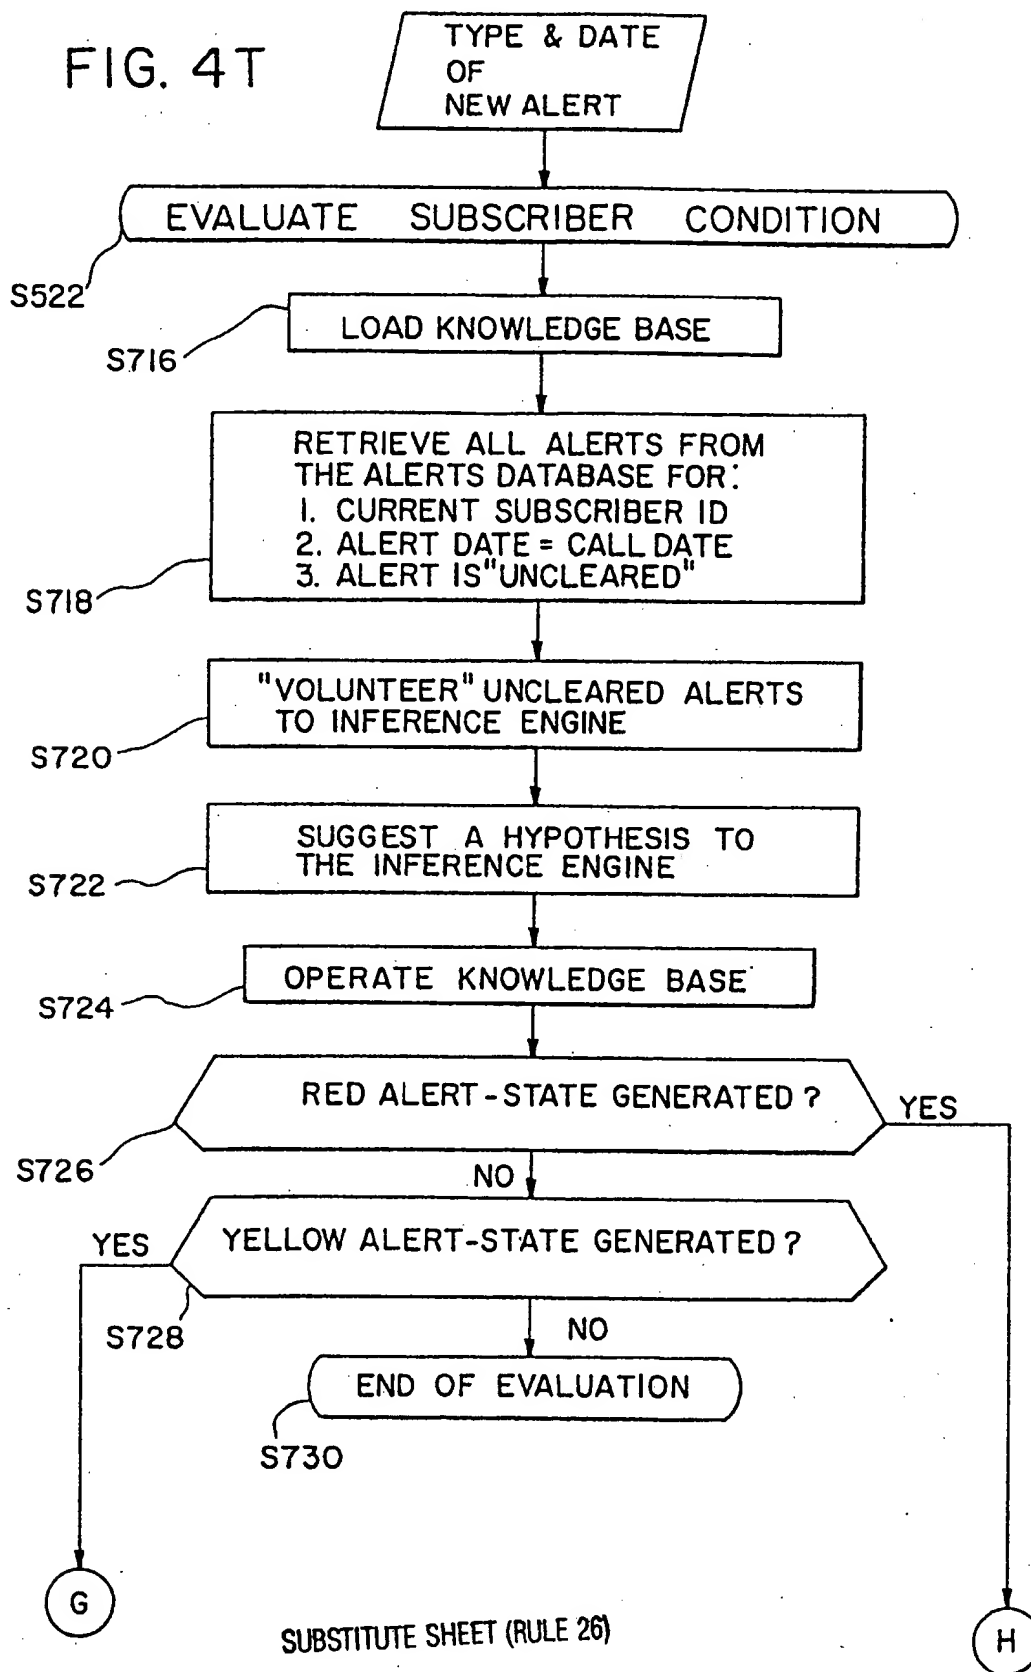 FIG. 4T
TYPE & DATE
OF
NEW ALERT
EVALUATE SUBSCRIBER CONDITION
S522
LOAD KNOWLEDGE BASE
S716
RETRIEVE ALL ALERTS FROM
THE ALERTS DATABASE FOR:
1. CURRENT SUBSCRIBER ID
2. ALERT DATE = CALL DATE
3. ALERT IS "UNCLEARED"
S718
"VOLUNTEER" UNCLEARED ALERTS
TO INFERENCE ENGINE
S720
SUGGEST A HYPOTHESIS TO
THE INFERENCE ENGINE
S722
OPERATE KNOWLEDGE BASE
S724
RED ALERT-STATE GENERATED?
YES
S726
NO
YES
YELLOW ALERT-STATE GENERATED?
S728
NO
END OF EVALUATION
S730
G
H
SUBSTITUTE SHEET (RULE 26)